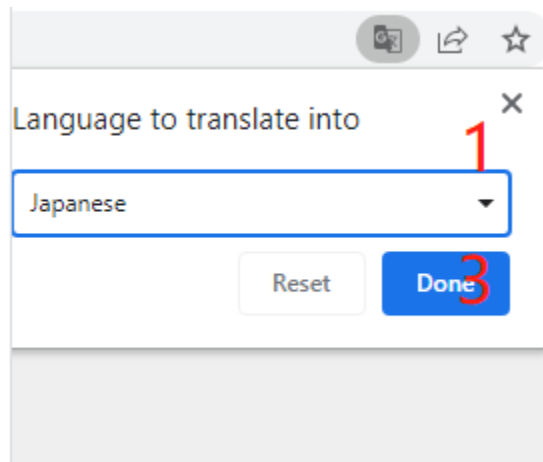 Language to translate into
1
Japanese
Reset
Done
3